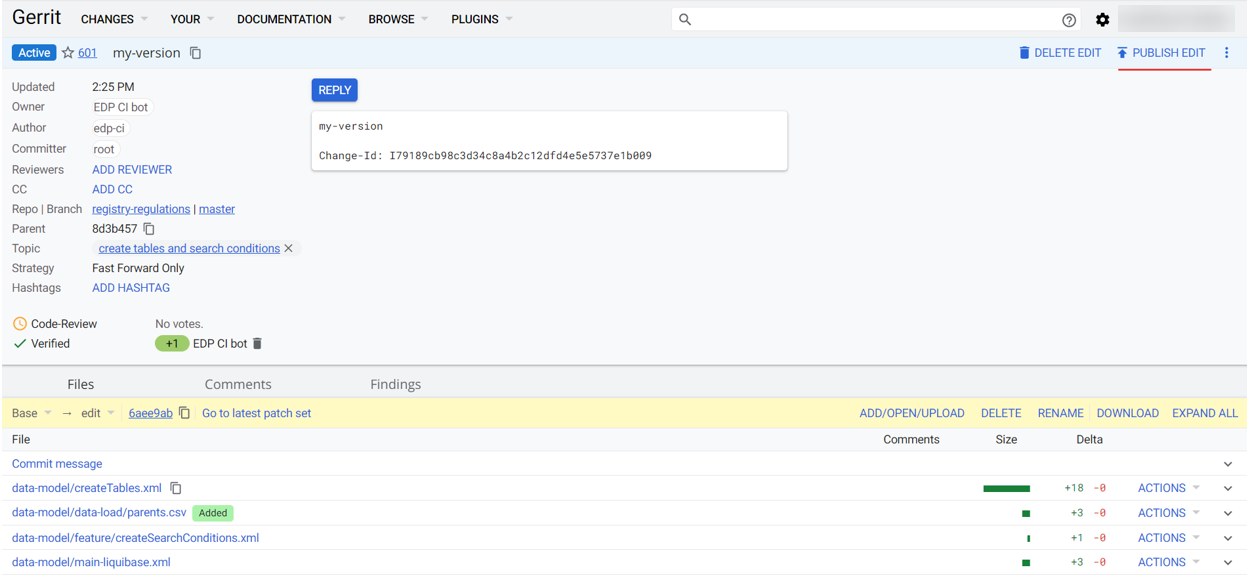 Gerrit CHANGES YOUR DOCUMENTATION BROWSE PLUGINS
Active 601 my-version DELETE EDIT PUBLISH EDIT
Updated 2:25 PM
Owner EDP CI bot
Author edp-ci
Committer root
Reviewers ADD REVIEWER
CC ADD CC
Repo | Branch registry-regulations | master
Parent 8d3b457
Topic create tables and search conditions
Strategy Fast Forward Only
Hashtags ADD HASHTAG
REPLY
my-version
Change-Id: I79189cb98c3d34c8a4b2c12dfd4e5e5737e1b009
Code-Review No votes.
Verified +1 EDP CI bot
Files Comments Findings
Base → edit 6aee9ab Go to latest patch set ADD/OPEN/UPLOAD DELETE RENAME DOWNLOAD EXPAND ALL
File Comments Size Delta
Commit message
data-model/createTables.xml +18 -0 ACTIONS
data-model/data-load/parents.csv Added +3 -0 ACTIONS
data-model/feature/createSearchConditions.xml +1 -0 ACTIONS
data-model/main-liquibase.xml +3 -0 ACTIONS